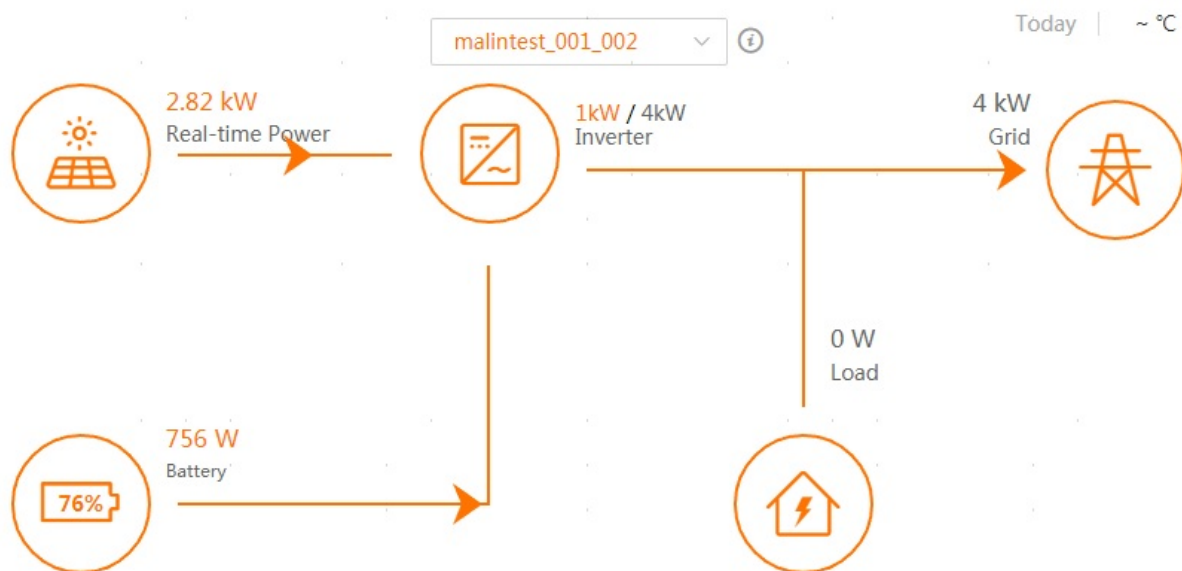 Today
~ ℃
malintest_001_002
2.82 kW
Real-time Power
1kW / 4kW
Inverter
4 kW
Grid
0 W
Load
756 W
Battery
76%